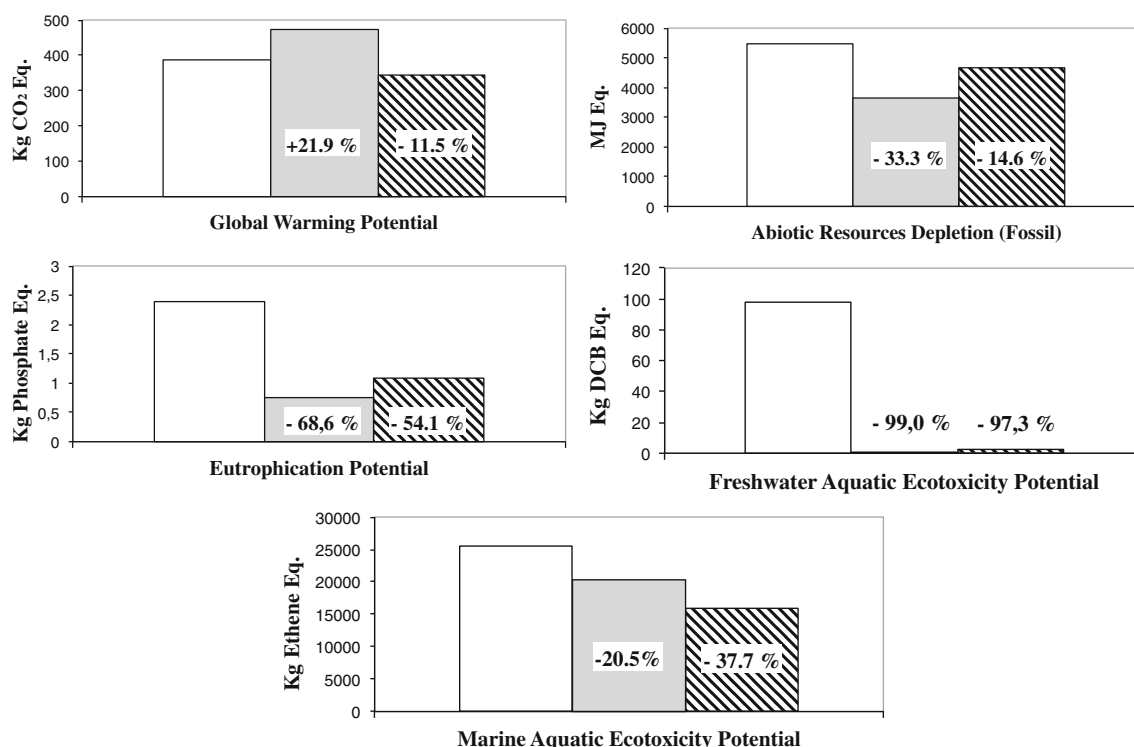 500
400
300
200
100
0
Kg CO₂ Eq.
+21.9 %
- 11.5 %
Global Warming Potential
6000
5000
4000
3000
2000
1000
0
MJ Eq.
- 33.3 %
- 14.6 %
Abiotic Resources Depletion (Fossil)
3
2,5
2
1,5
1
0,5
0
Kg Phosphate Eq.
- 68,6 %
- 54.1 %
Eutrophication Potential
120
100
80
60
40
20
0
Kg DCB Eq.
- 99,0 %
- 97,3 %
Freshwater Aquatic Ecotoxicity Potential
30000
25000
20000
15000
10000
5000
0
Kg Ethene Eq.
-20.5%
- 37.7 %
Marine Aquatic Ecotoxicity Potential